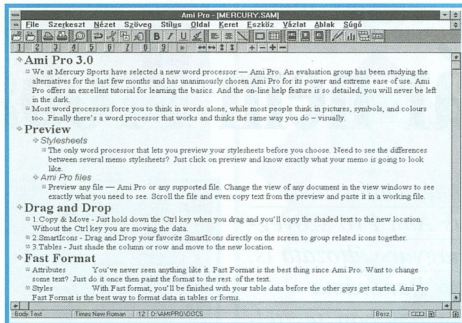 Ami Pro - [MERCURY.SAM]
File Szerkeszt Nézet Szöveg Stílus Oldal Keret Eszköz Vázlat Ablak Súgó
1 2 3 4 5 6 7 8 9
Ami Pro 3.0
We at Mercury Sports have selected a new word processor — Ami Pro. An evaluation group has been studying the
alternatives for the last few months and has unanimously chosen Ami Pro for its power and extreme ease of use. Ami
Pro offers an excellent tutorial for learning the basics. And the on-line help feature is so detailed, you will never be left
in the dark.
Most word processors force you to think in words alone, while most people think in pictures, symbols, and colours
too. Finally there's a word processor that works and thinks the same way you do – visually.
Preview
Stylesheets
The only word processor that lets you preview your stylesheets before you choose. Need to see the differences
between several memo stylesheets? Just click on preview and know exactly what your memo is going to look
like.
Ami Pro files
Preview any file — Ami Pro or any supported file. Change the view of any document in the view windows to see
exactly what you need to see. Scroll the file and even copy text from the preview and paste it in a working file.
Drag and Drop
1.Copy & Move - Just hold down the Ctrl key when you drag and you'll copy the shaded text to the new location.
Without the Ctrl key you are moving the data.
2.SmartIcons - Drag and Drop your favorite SmartIcons directly on the screen to group related icons together.
3.Tables - Just shade the column or row and move to the new location.
Fast Format
Attributes You've never seen anything like it. Fast Format is the best thing since Ami Pro. Want to change
some text? Just do it once then paint the format to the rest of the text.
Styles With Fast format, you'll be finished with your table data before the other guys get started. Ami Pro
Fast Format is the best way to format data in tables or forms.
Body Text Times New Roman 12 D:\AMIPRO\DOCS Besz.